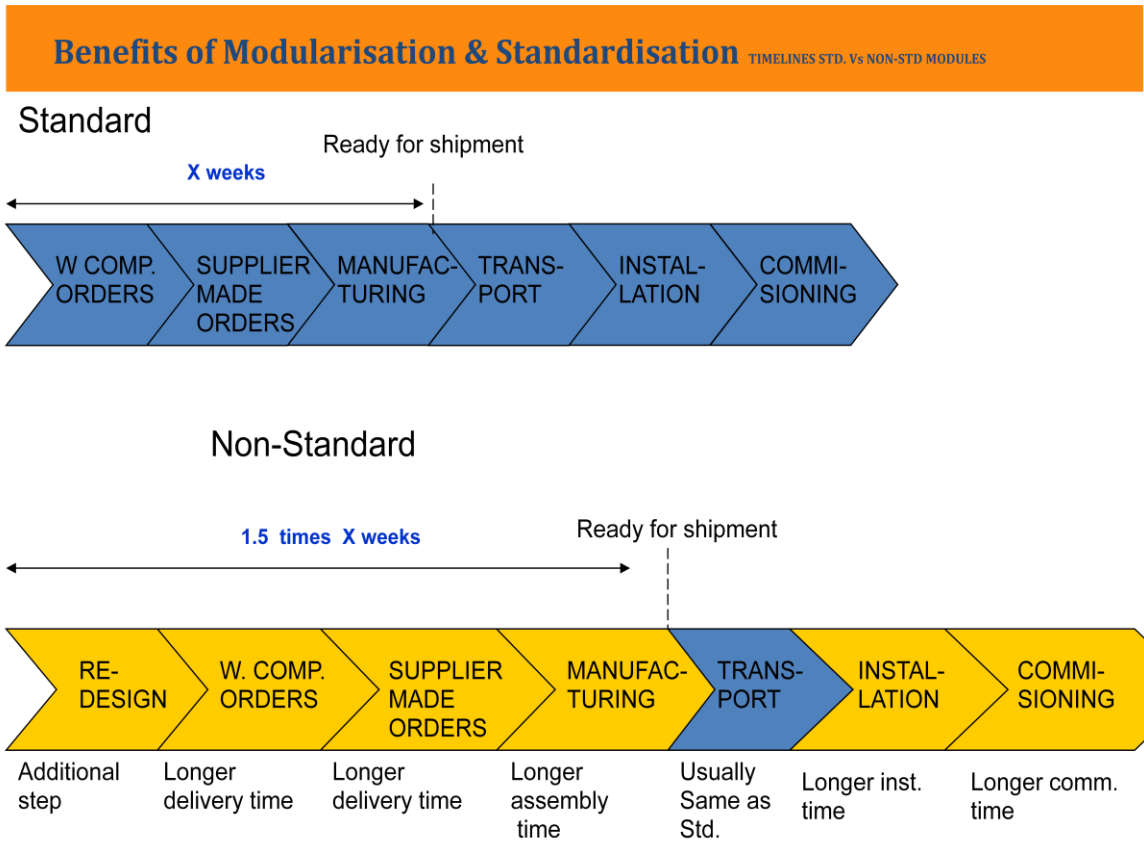 Benefits of Modularisation & Standardisation TIMELINES STD. Vs NON-STD MODULES
Standard
Ready for shipment
X weeks
W COMP.
ORDERS
SUPPLIER
MADE
ORDERS
MANUFAC-
TURING
TRANS-
PORT
INSTAL-
LATION
COMMI-
SIONING
Non-Standard
Ready for shipment
1.5 times X weeks
RE-
DESIGN
W. COMP.
ORDERS
SUPPLIER
MADE
ORDERS
MANUFAC-
TURING
TRANS-
PORT
INSTAL-
LATION
COMMI-
SIONING
Additional
step
Longer
delivery time
Longer
delivery time
Longer
assembly
time
Usually
Same as
Std.
Longer inst.
time
Longer comm.
time